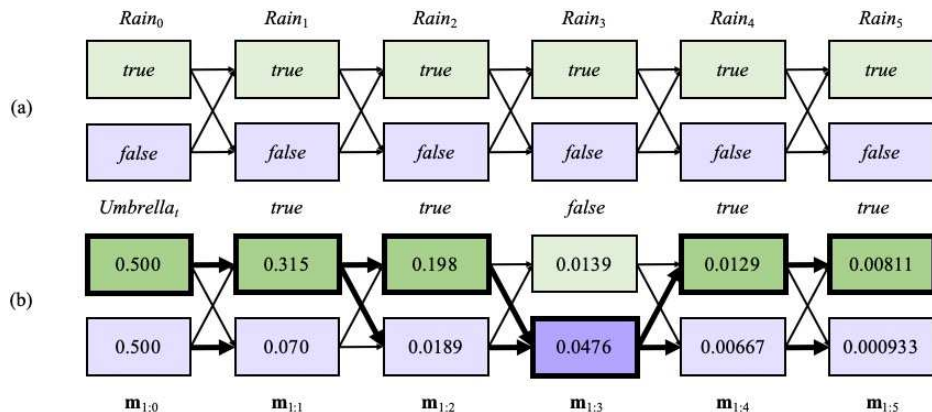 Rain₀ Rain₁ Rain₂ Rain₃ Rain₄ Rain₅
true true true true true true
(a)
false false false false false false
Umbrellaₜ true true false true true
0.500 0.315 0.198 0.0139 0.0129 0.00811
(b)
0.500 0.070 0.0189 0.0476 0.00667 0.000933
m₁:₀ m₁:₁ m₁:₂ m₁:₃ m₁:₄ m₁:₅